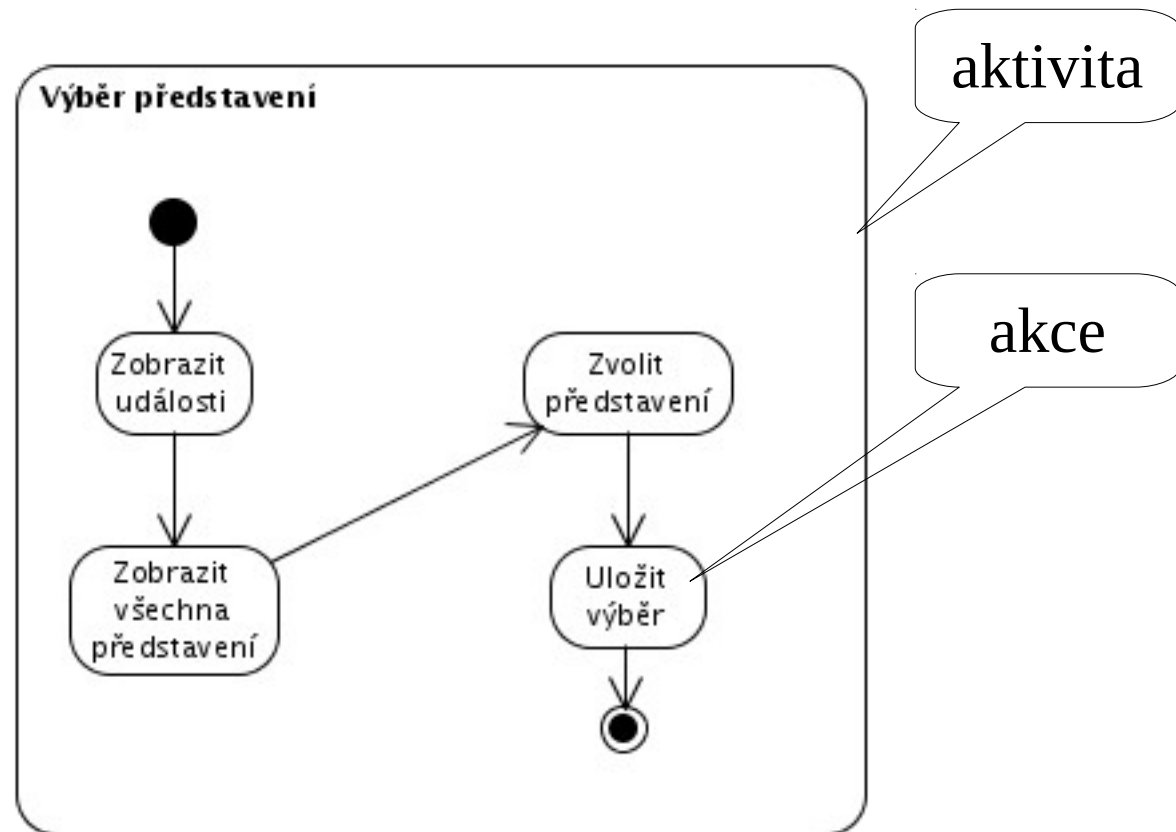 aktivita
Výběr představení
akce
Zobrazit
události
Zvolit
představení
Zobrazit
všechna
představení
Uložit
výběr